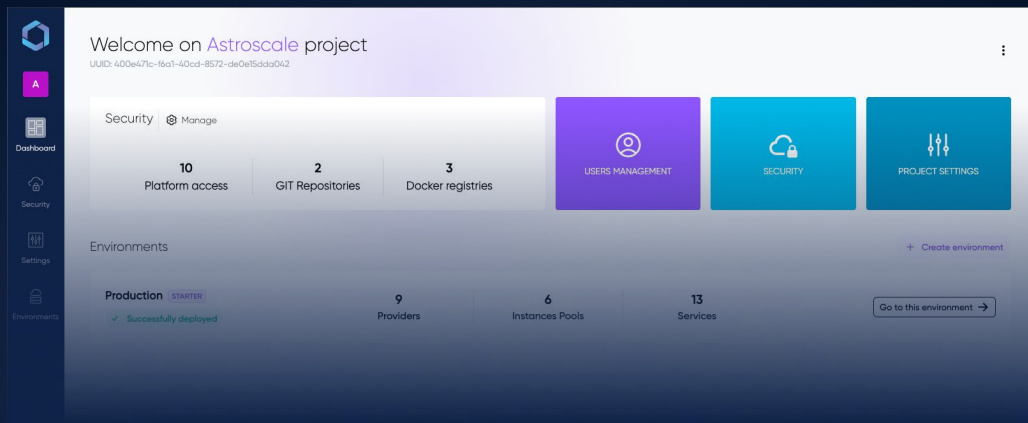 Welcome on Astroscale project
UUID: 400e471c-f6a1-40cd-8572-de0e15dda042
A
Dashboard
Security
Settings
Environments
Security
Manage
10
Platform access
2
GIT Repositories
3
Docker registries
USERS MANAGEMENT
SECURITY
PROJECT SETTINGS
Environments
+ Create environment
Production STARTER
Successfully deployed
9
Providers
6
Instances Pools
13
Services
Go to this environment →